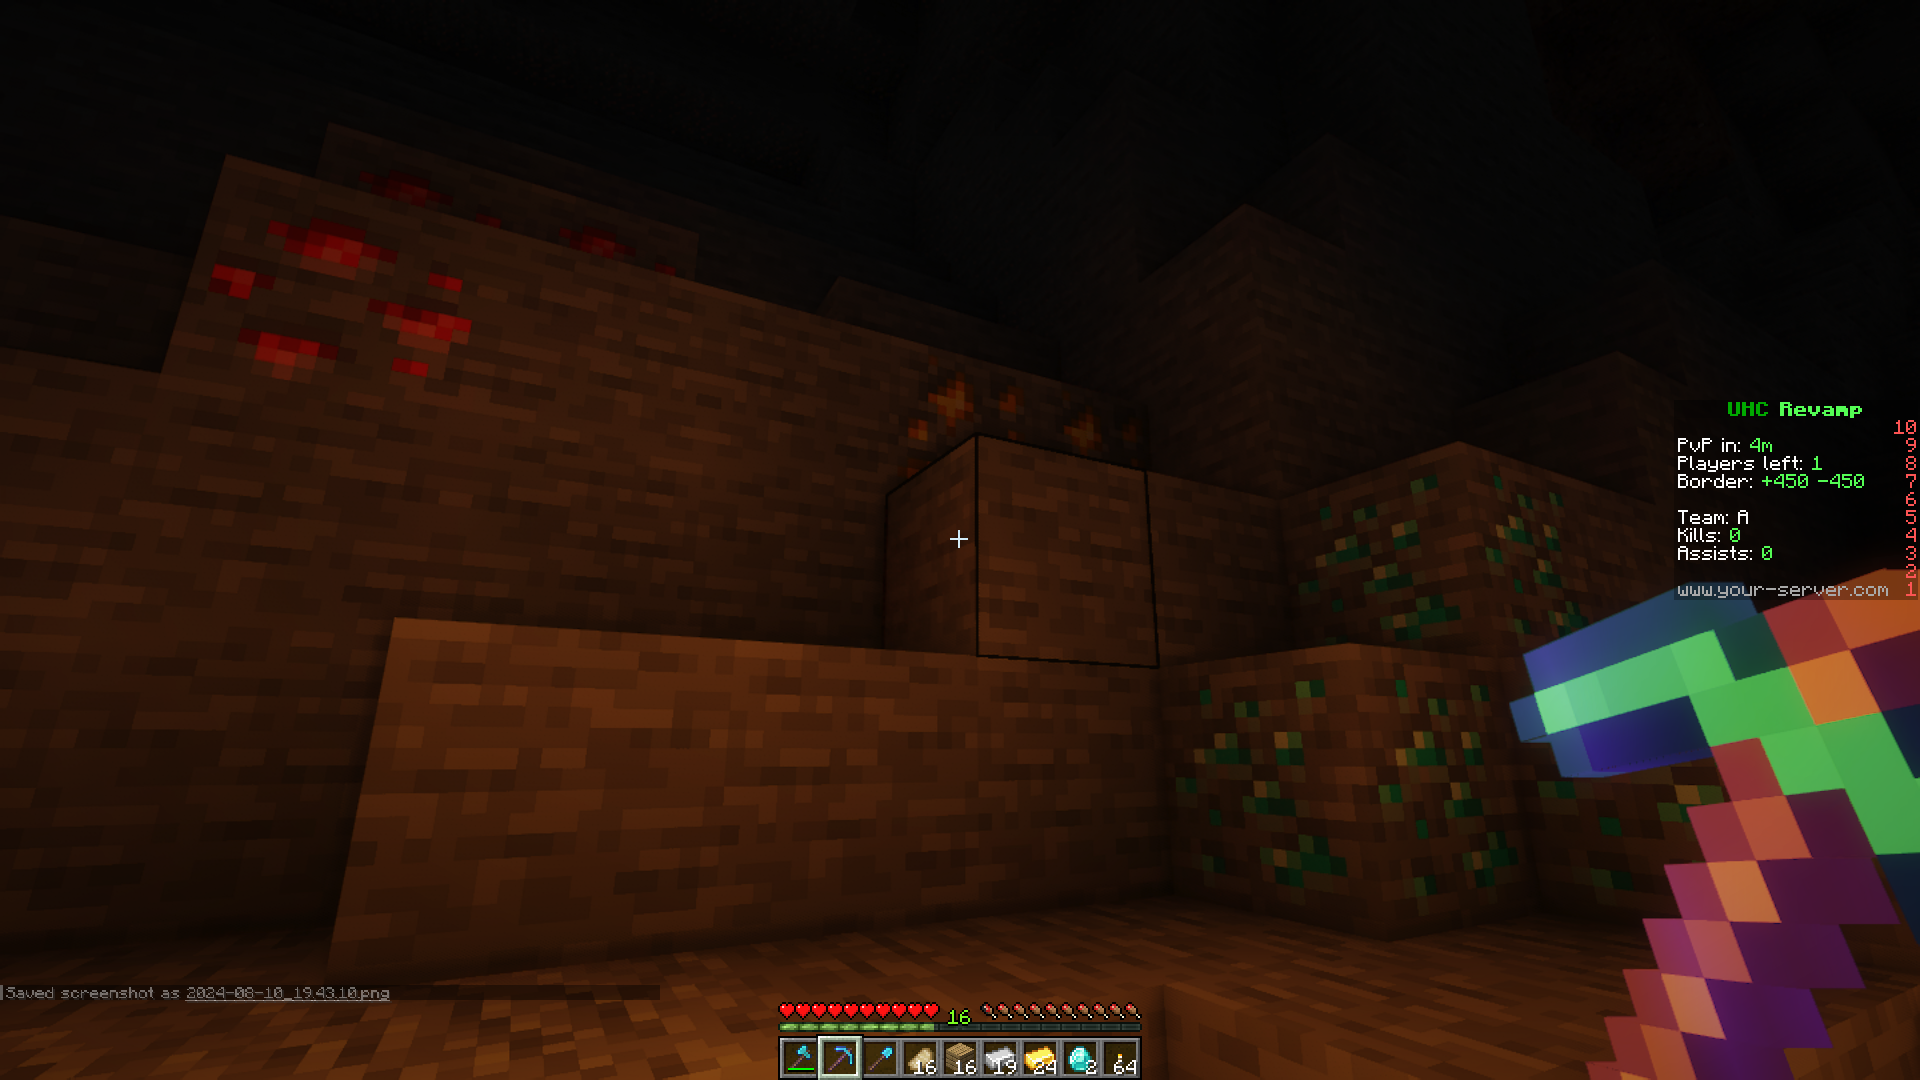 UHC Revamp
10
PvP in: 4m 9
Players left: 1 8
Border: +450 -450 7
6
Team: A 5
Kills: 0 4
Assists: 0 3
2
www.your-server.com 1
Saved screenshot as 2024-08-10_19.43.10.png
16
16 16 19 24 2 64